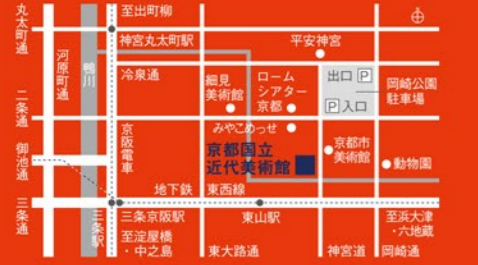 丸太町通
至出町柳
神宮丸太町駅
平安神宮
河原町通
鴨川
冷泉通
細見
美術館
ローム
シアター
京都
出口 P
P 入口
岡崎公園
駐車場
二条通
みやこめっせ
京阪電車
京都国立
近代美術館
京都市
美術館
動物園
御池通
地下鉄 東西線
三条通
三条駅
三条京阪駅
東山駅
至浜大津
・六地蔵
至淀屋橋
・中之島
東大路通
神宮道
岡崎通